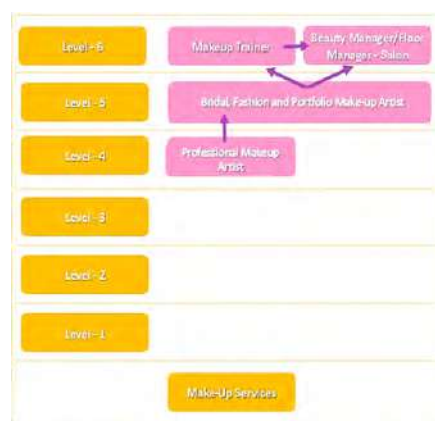 Level - 6
Makeup Trainer
Beauty Manager/Floor
Manager - Salon
Level - 5
Bridal, Fashion and Portfolio Make-up Artist
Level - 4
Professional Makeup
Artist
Level - 3
Level - 2
Level - 1
Make-Up Services